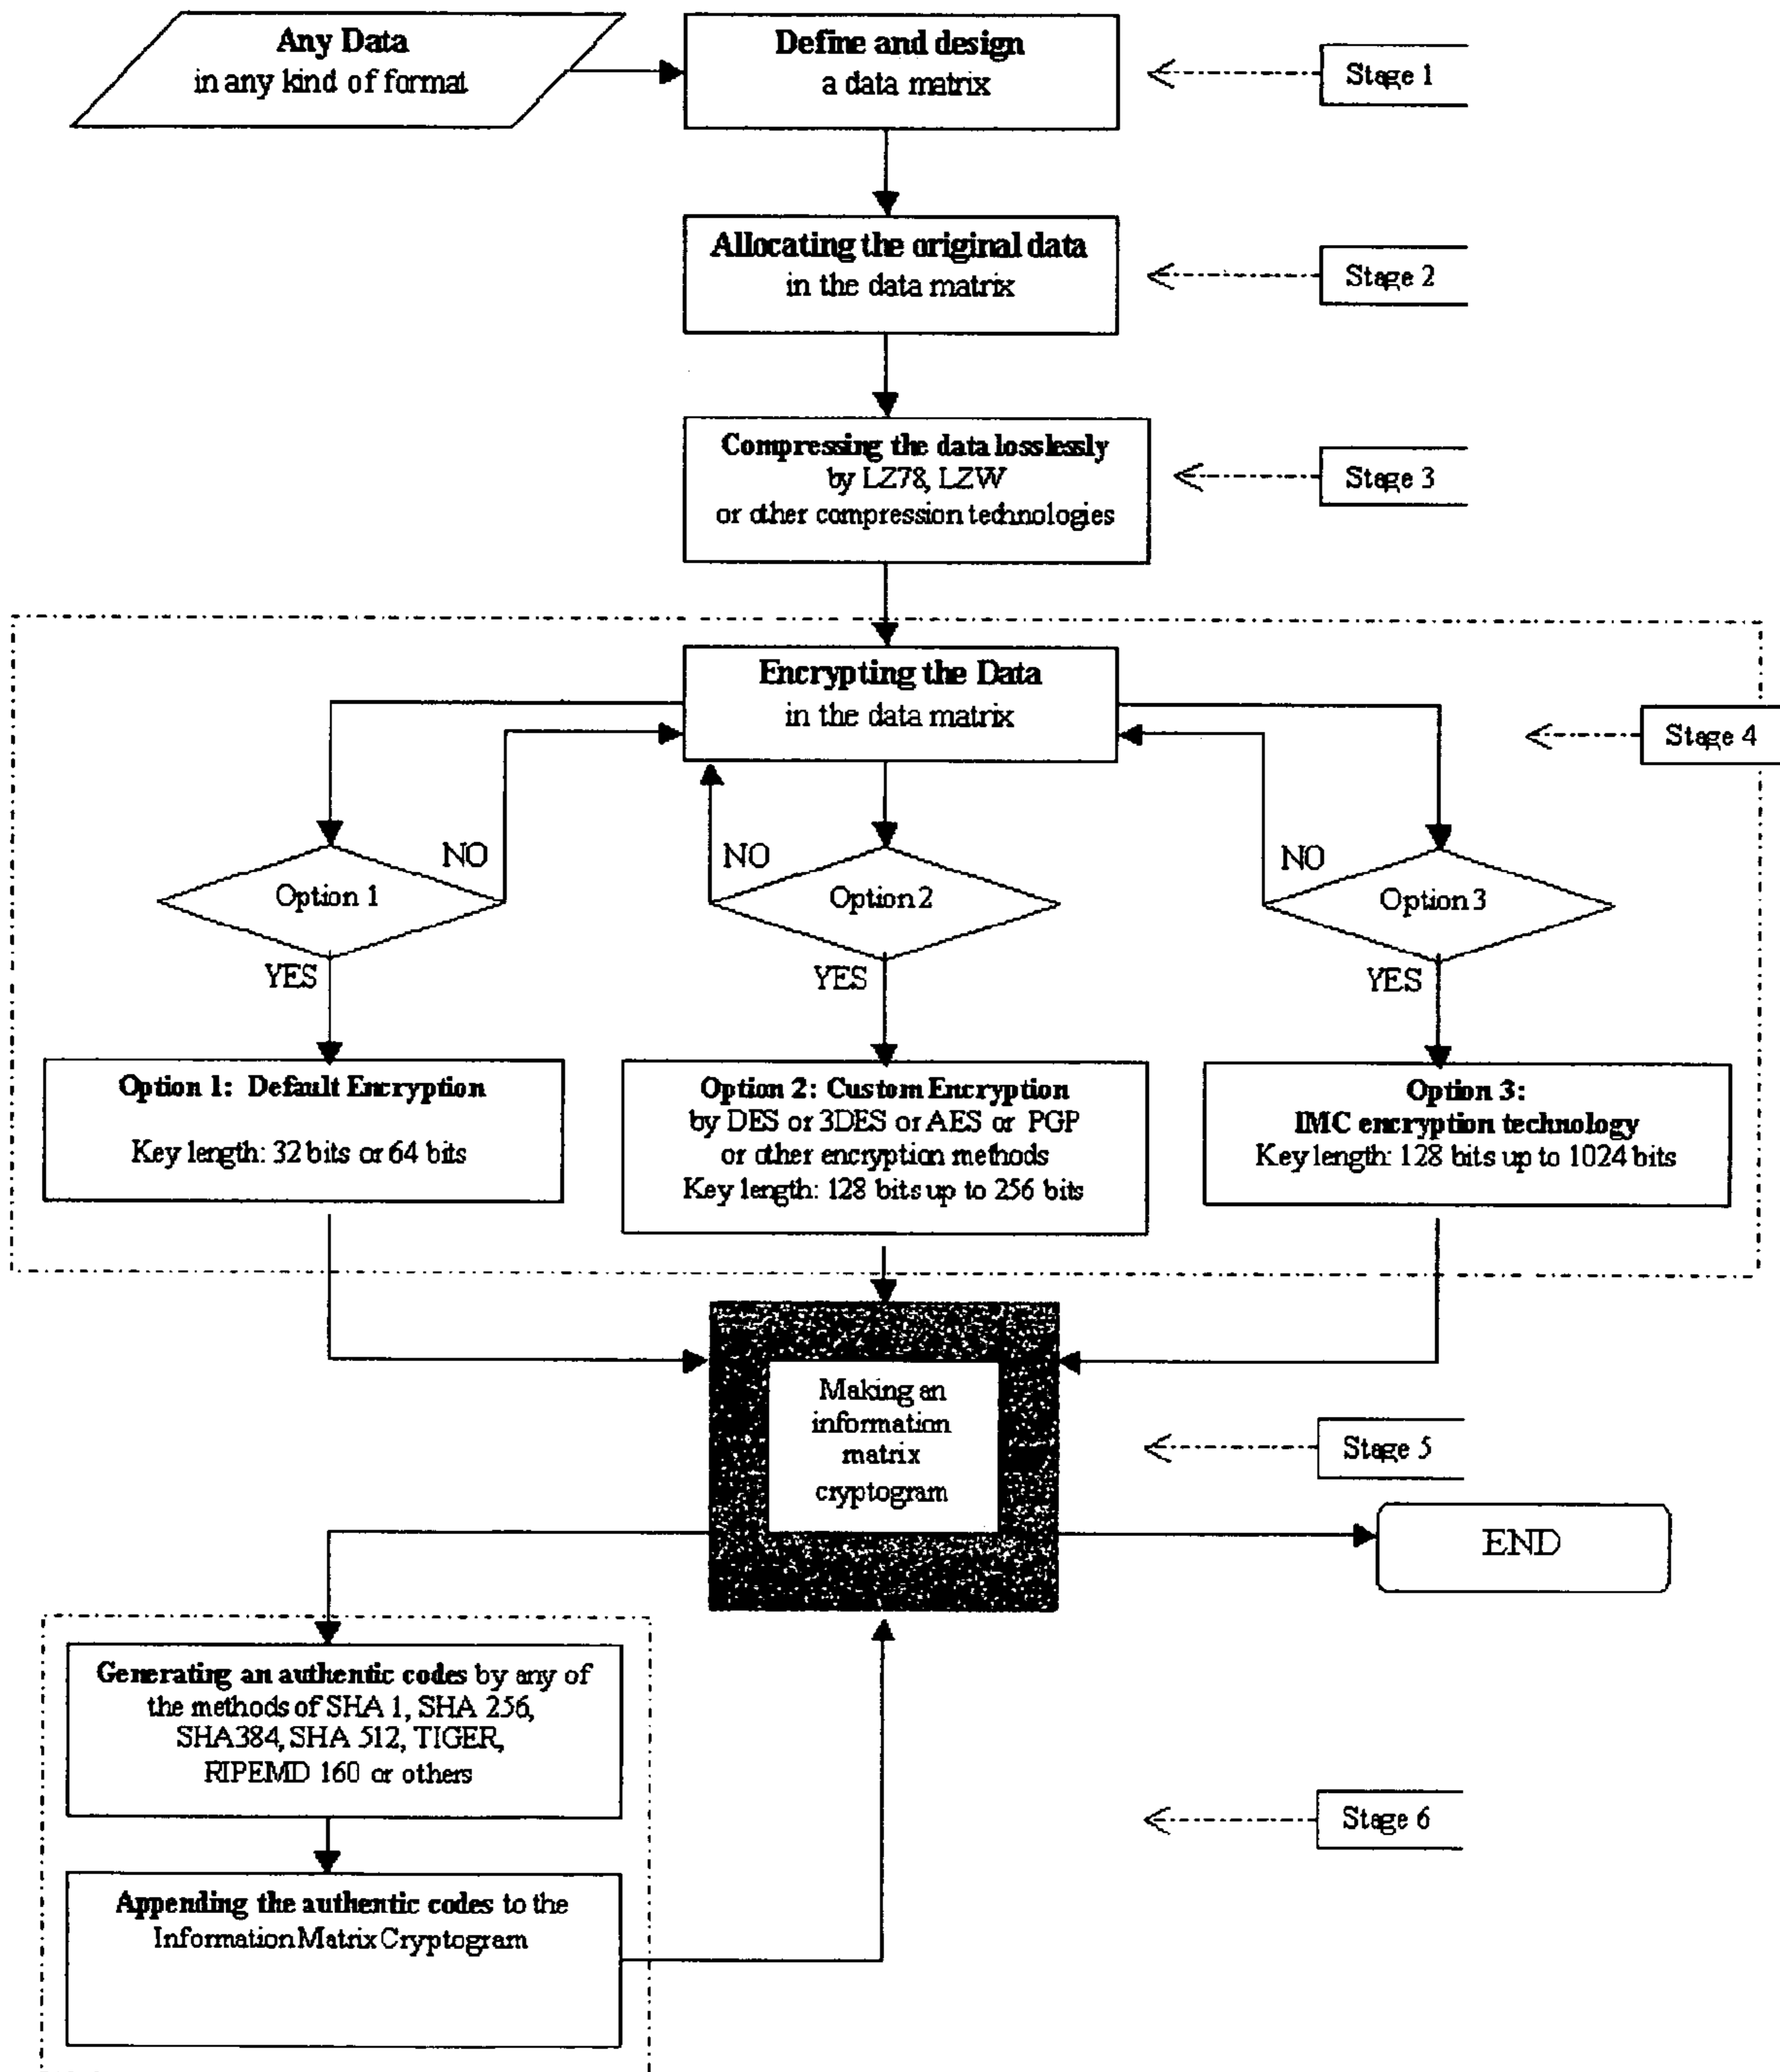 Any Data
in any kind of format
Define and design
a data matrix
Stage 1
Allocating the original data
in the data matrix
Stage 2
Compressing the data losslessly
by LZ78, LZW
or other compression technologies
Stage 3
Encrypting the Data
in the data matrix
Stage 4
NO
NO
NO
Option 1
Option 2
Option 3
YES
YES
YES
Option 1: Default Encryption
Key length: 32 bits or 64 bits
Option 2: Custom Encryption
by DES or 3DES or AES or PGP
or other encryption methods
Key length: 128 bits up to 256 bits
Option 3:
IMC encryption technology
Key length: 128 bits up to 1024 bits
Making an
information
matrix
cryptogram
Stage 5
END
Generating an authentic codes by any of
the methods of SHA 1, SHA 256,
SHA384, SHA 512, TIGER,
RIPEMD 160 or others
Stage 6
Appending the authentic codes to the
Information Matrix Cryptogram